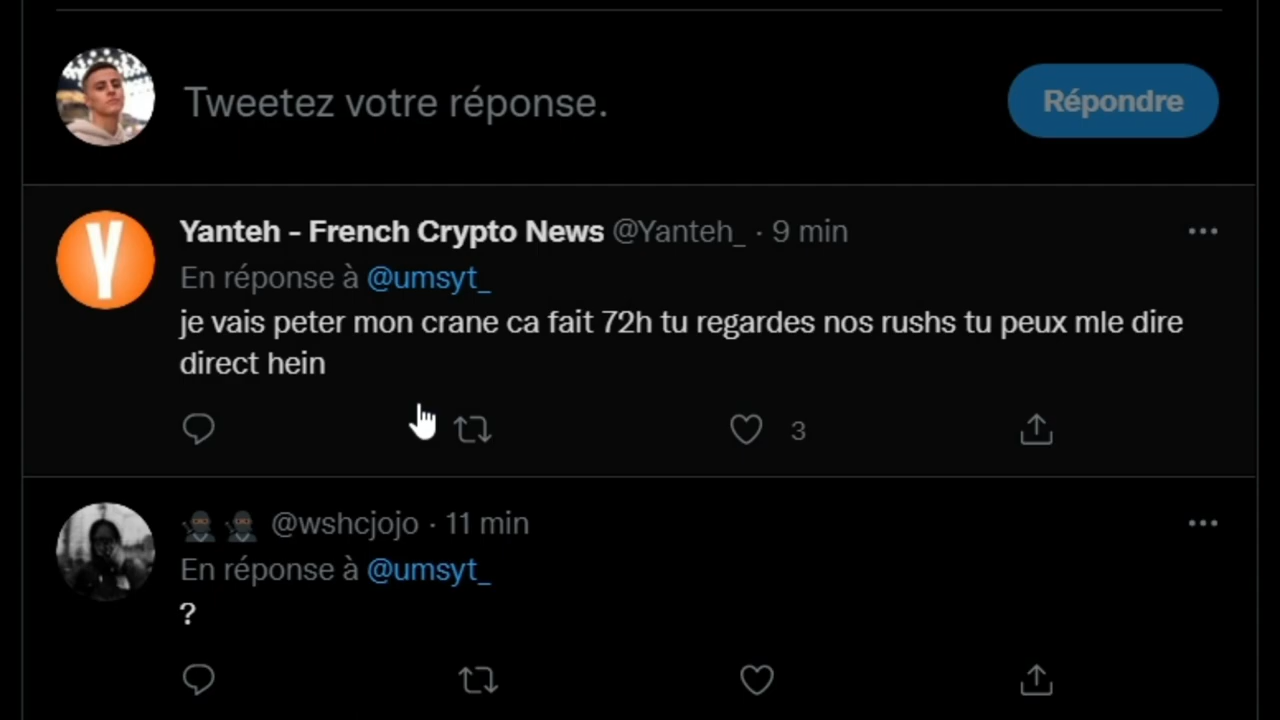 Tweetez votre réponse.
Répondre
Y
Yanteh - French Crypto News @Yanteh_ · 9 min
En réponse à @umsyt_
je vais peter mon crane ca fait 72h tu regardes nos rushs tu peux mle dire
direct hein
3
🥷🏾🥷🏾 @wshcjojo · 11 min
En réponse à @umsyt_
?